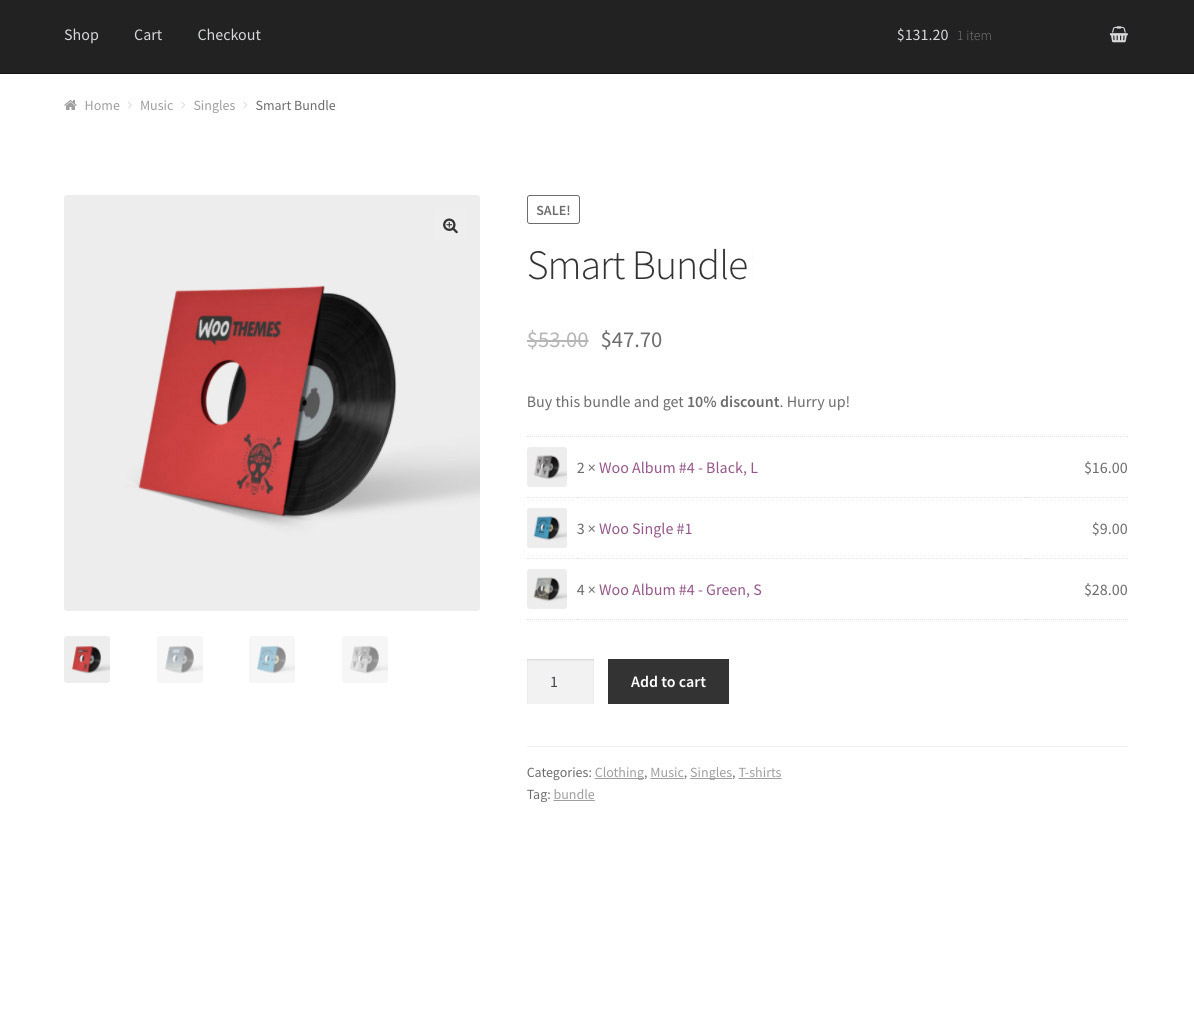 Shop Cart Checkout $131.20 1 item
Home Music Singles Smart Bundle
SALE!
Smart Bundle
$53.00 $47.70
Buy this bundle and get 10% discount. Hurry up!
2 × Woo Album #4 - Black, L $16.00
3 × Woo Single #1 $9.00
4 × Woo Album #4 - Green, S $28.00
1 Add to cart
Categories: Clothing, Music, Singles, T-shirts
Tag: bundle
WOO THEMES